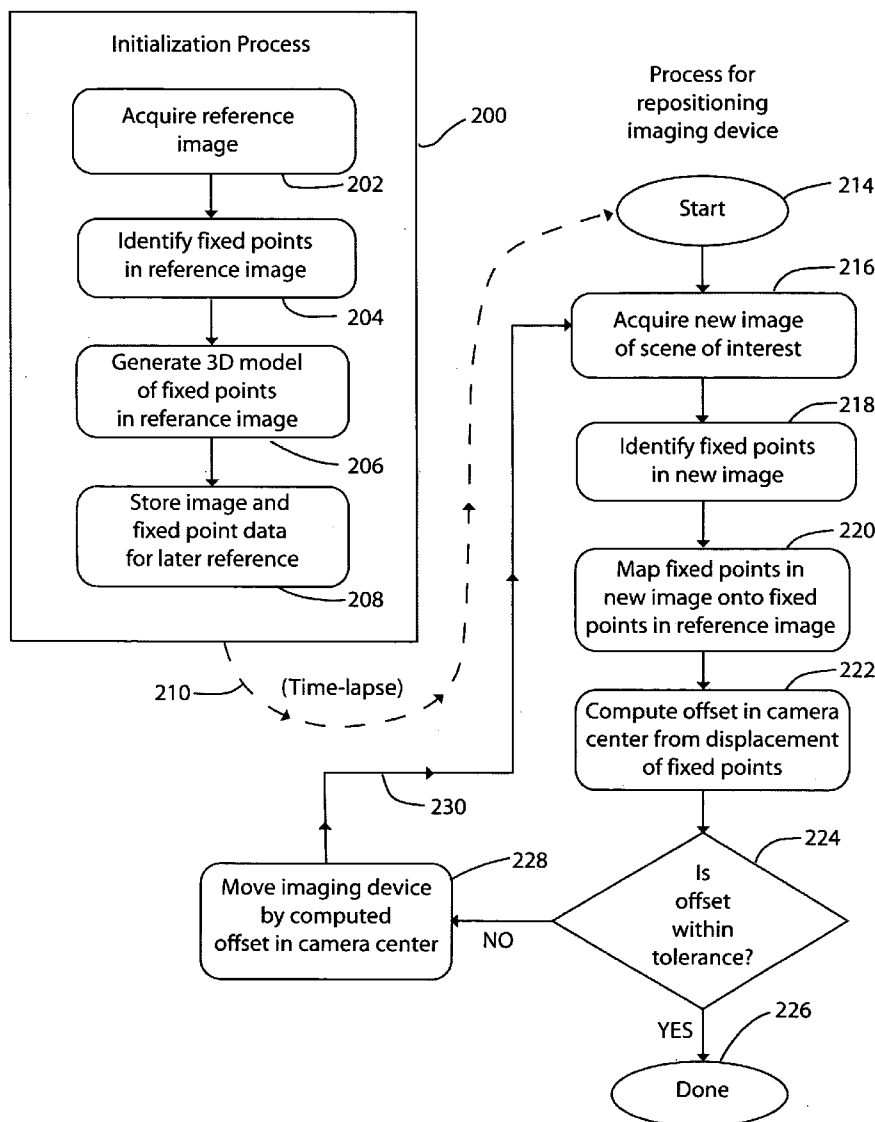 Initialization Process
Acquire reference
image
202
200
Identify fixed points
in reference image
204
Generate 3D model
of fixed points
in referance image
206
Store image and
fixed point data
for later reference
208
210
(Time-lapse)
Process for
repositioning
imaging device
Start
214
216
Acquire new image
of scene of interest
218
Identify fixed points
in new image
220
Map fixed points in
new image onto fixed
points in reference image
222
Compute offset in camera
center from displacement
of fixed points
224
Is
offset
within
tolerance?
NO
228
Move imaging device
by computed
offset in camera center
230
YES
226
Done